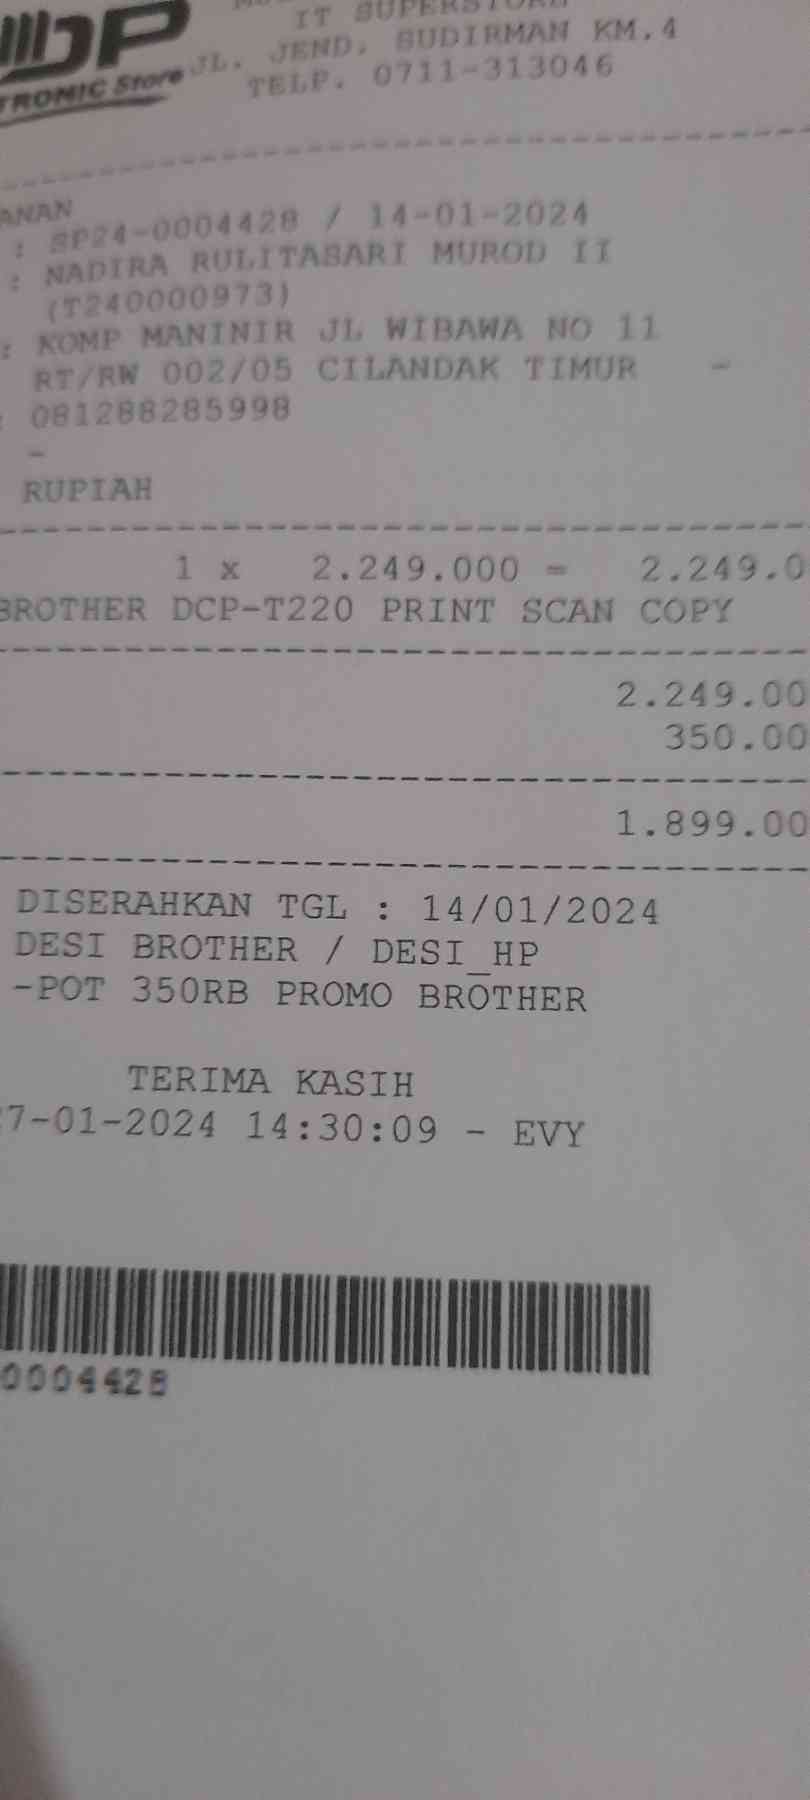 DP
TRONIC Store
IT SUPERSTORE
JL. JEND. SUDIRMAN KM.4
TELP. 0711-313046
ANAN
: SP24-0004428 / 14-01-2024
: NADIRA RULITASARI MUROD II
(T240000973)
: KOMP MANINIR JL WIBAWA NO 11
RT/RW 002/05 CILANDAK TIMUR -
: 081288285998
-
RUPIAH
1 x 2.249.000 = 2.249.0
BROTHER DCP-T220 PRINT SCAN COPY
2.249.00
350.00
1.899.00
DISERAHKAN TGL : 14/01/2024
DESI BROTHER / DESI_HP
-POT 350RB PROMO BROTHER
TERIMA KASIH
7-01-2024 14:30:09 - EVY
0004428